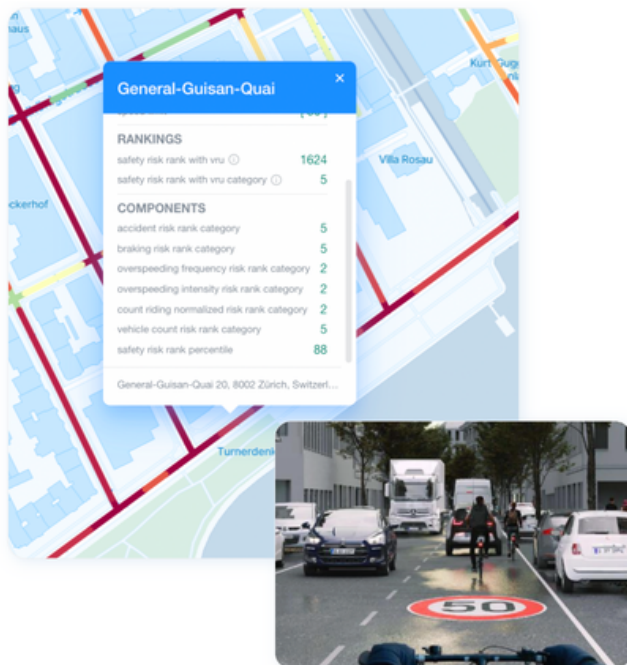 General-Guisan-Quai
RANKINGS
safety risk rank with vru 1624
safety risk rank with vru category 5
COMPONENTS
accident risk rank category 5
braking risk rank category 5
overspeeding frequency risk rank category 2
overspeeding intensity risk rank category 2
count riding normalized risk rank category 2
vehicle count risk rank category 5
safety risk rank percentile 88
General-Guisan-Quai 20, 8002 Zürich, Switzerl...
Villa Rosau
50